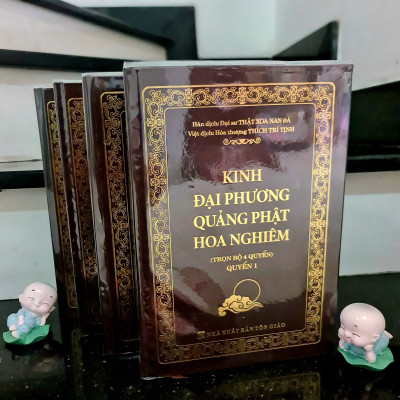 Hán dịch: Đại sư THẬT XOA NAN ĐÀ
Việt dịch: Hòa thượng THÍCH TRÍ TỊNH
KINH
ĐẠI PHƯƠNG
QUẢNG PHẬT
HOA NGHIÊM
(TRỌN BỘ 4 QUYỂN)
QUYỂN 1
NHÀ XUẤT BẢN TÔN GIÁO